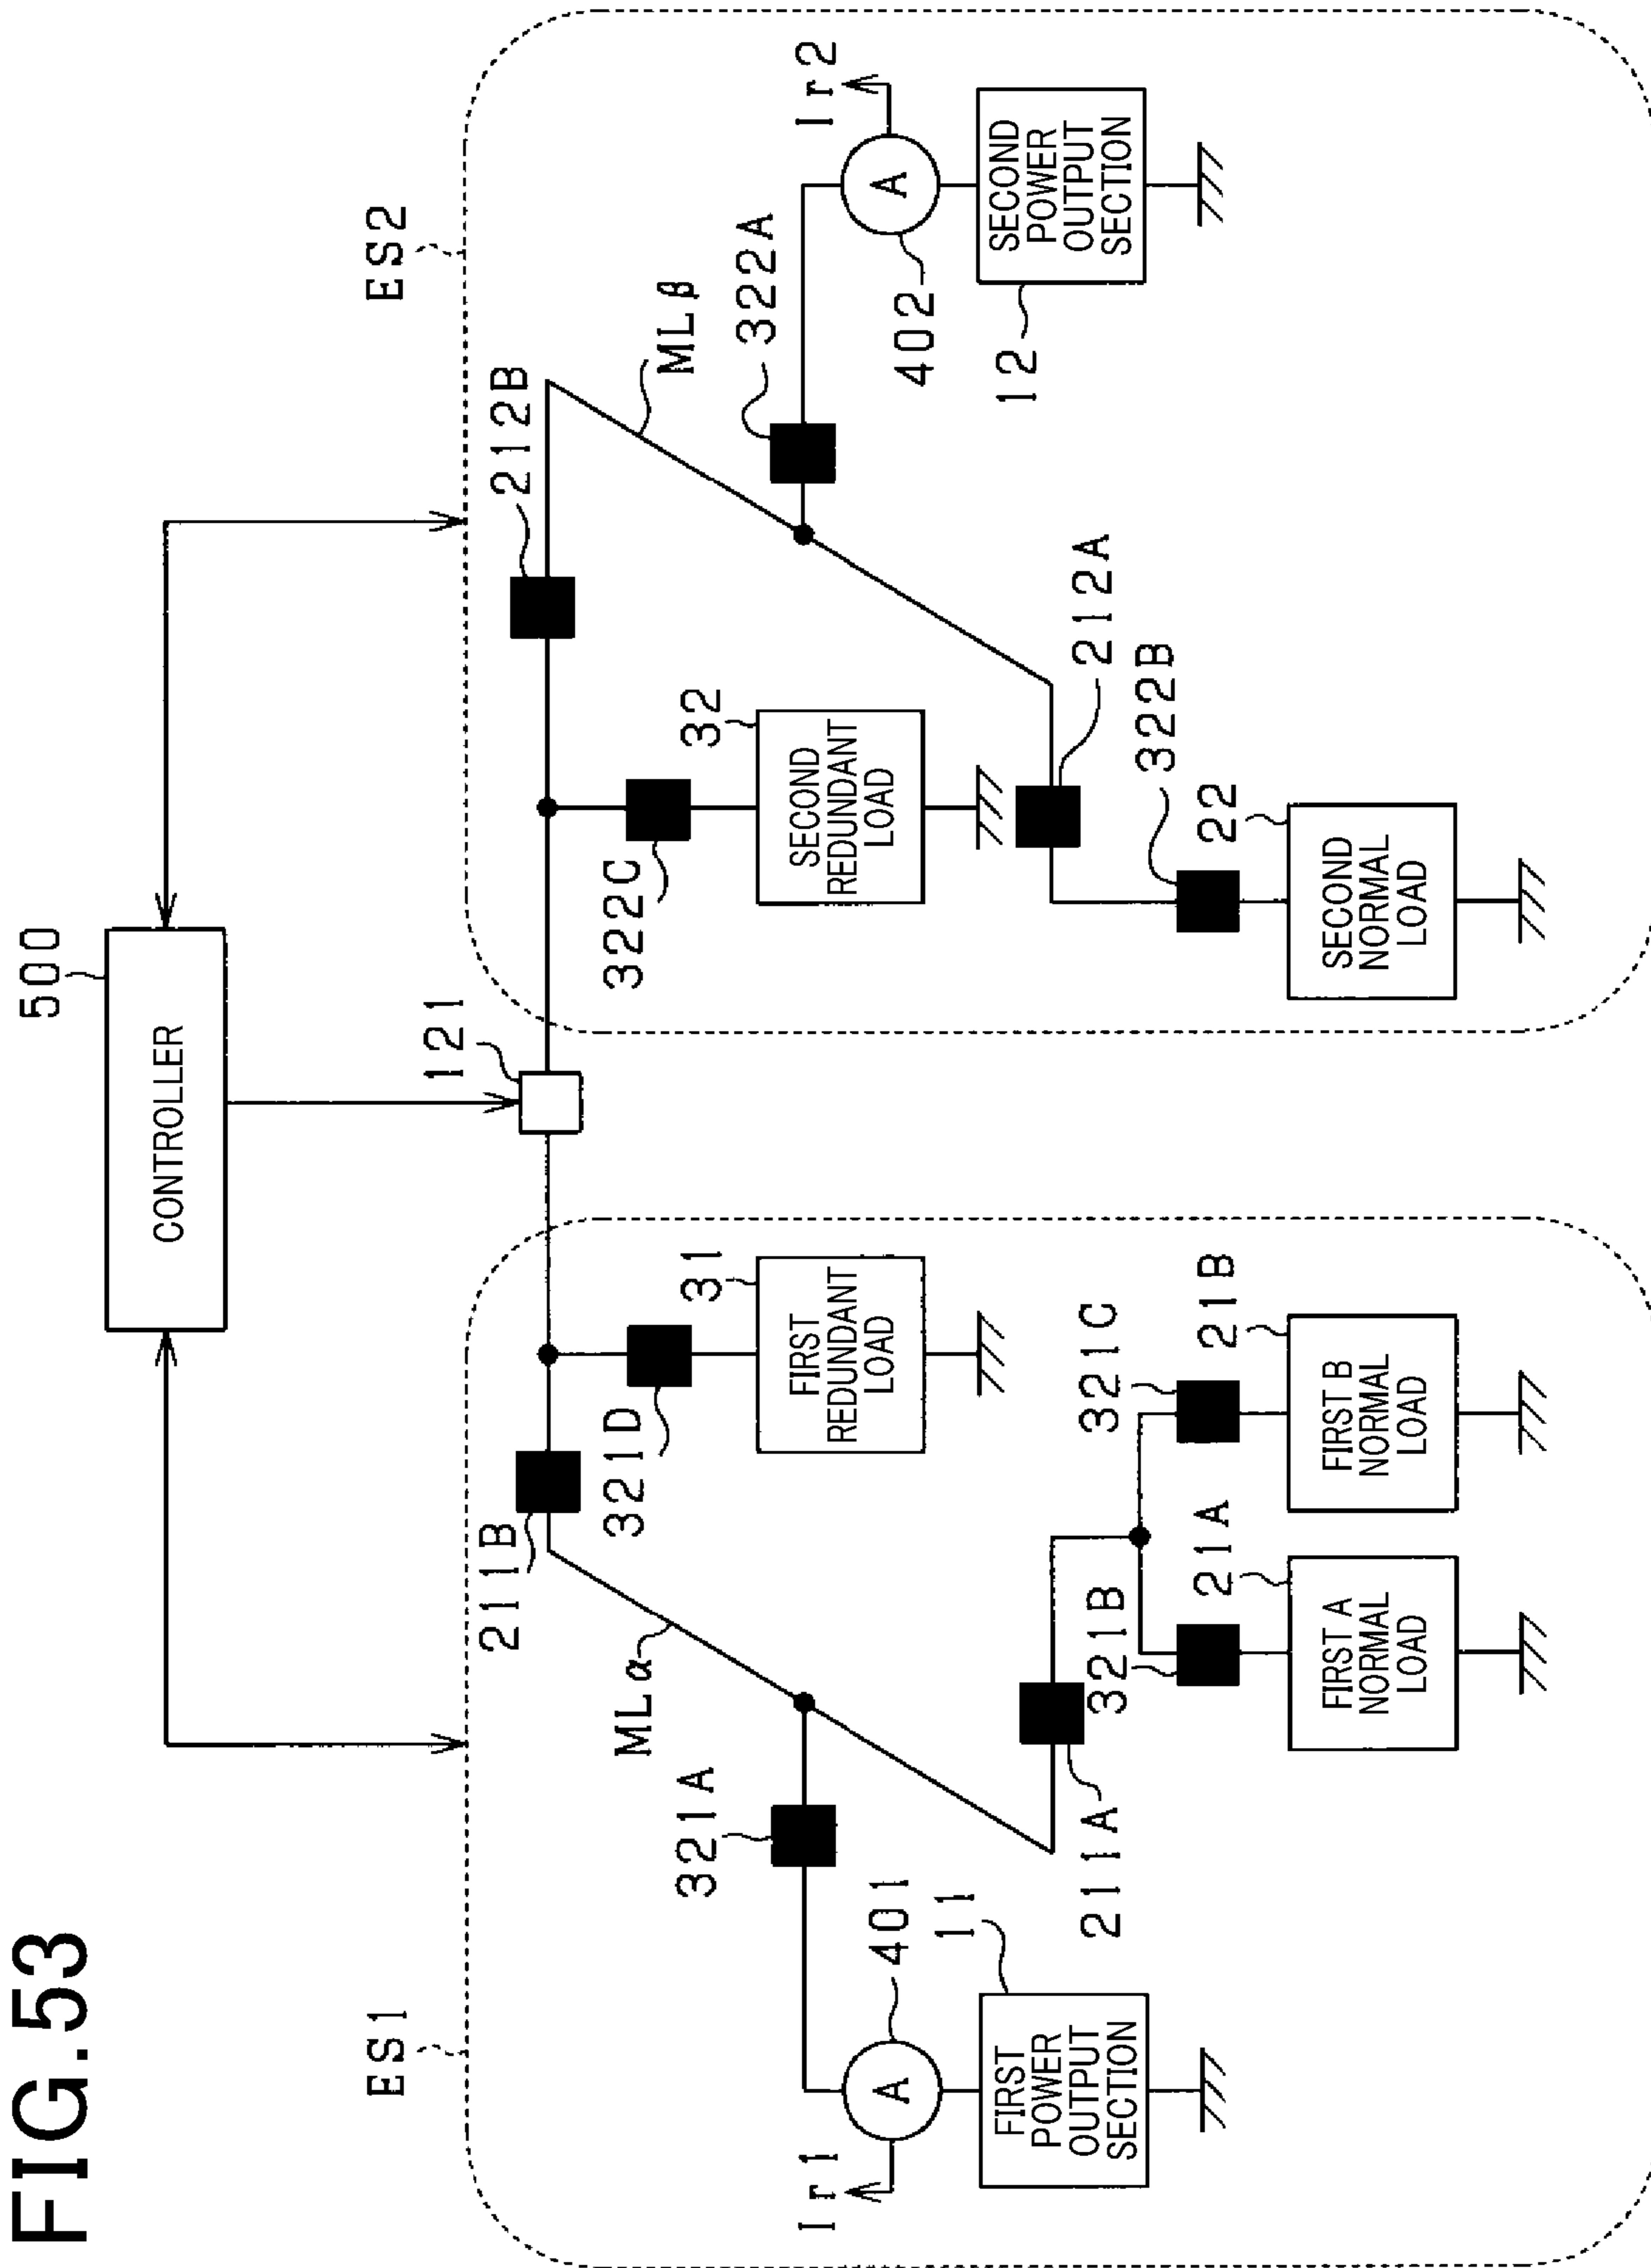 FIG.53
500
CONTROLLER
ES1
ES2
121
211B
MLα
321D
31
FIRST
REDUNDANT
LOAD
321A
401
Ir1
A
11
FIRST
POWER
OUTPUT
SECTION
211A
321B
21A
FIRST A
NORMAL
LOAD
321C
21B
FIRST B
NORMAL
LOAD
212B
MLβ
322C
32
SECOND
REDUNDANT
LOAD
322A
Ir2
A
402
12
SECOND
POWER
OUTPUT
SECTION
212A
322B
22
SECOND
NORMAL
LOAD